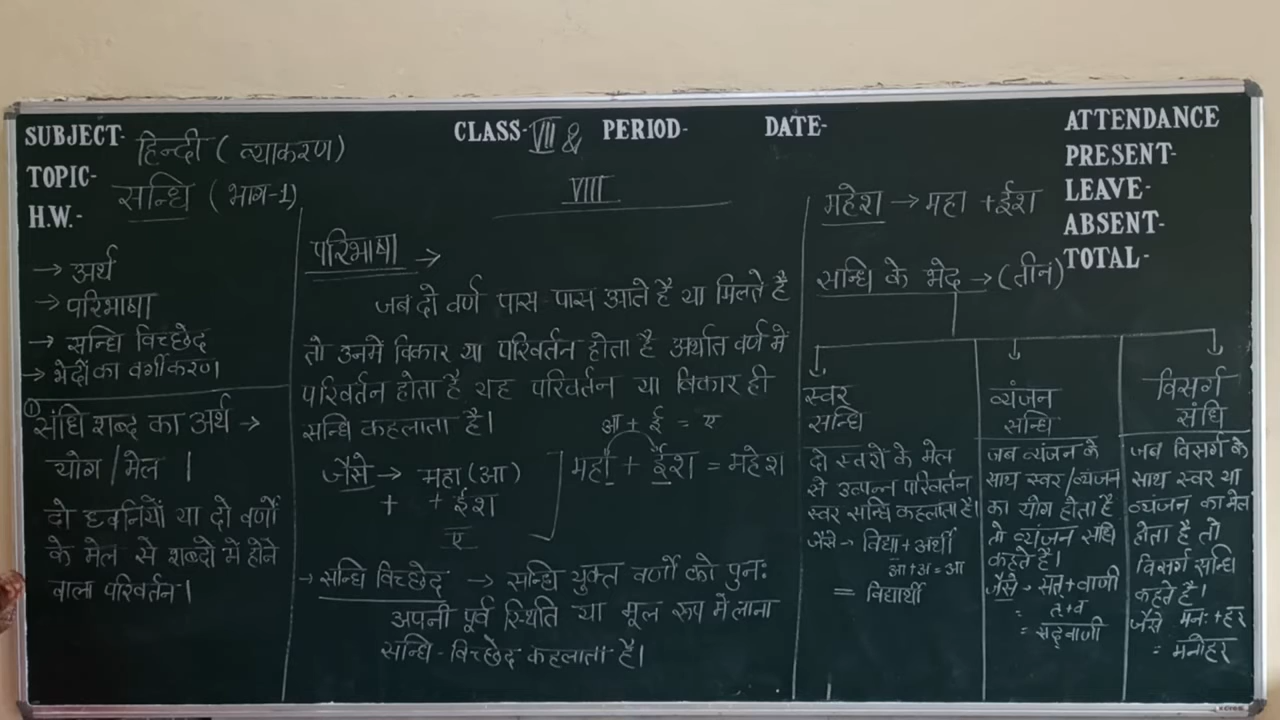 SUBJECT- हिन्दी ( व्याकरण)
TOPIC- सन्धि ( भाग-1)
H.W.-
CLASS- VII &
VIII
PERIOD-
DATE-
ATTENDANCE
PRESENT-
LEAVE-
ABSENT-
TOTAL-
→ अर्थ
→ परिभाषा
→ सन्धि विच्छेद
→ भेदों का वर्गीकरण।
① संधि शब्द का अर्थ →
योग/मेल ।
दो ध्वनियों या दो वर्णों
के मेल से शब्दों में होने
वाला परिवर्तन।
परिभाषा →
जब दो वर्ण पास-पास आते है या मिलते है
तो उनमें विकार या परिवर्तन होता है अर्थात वर्ण में
परिवर्तन होता है यह परिवर्तन या विकार ही
सन्धि कहलाता है।
जैसे → महा (आ)
+ + ईश
ए
आ + ई = ए
महा + ईश = महेश
→ सन्धि विच्छेद → सन्धि युक्त वर्णो को पुनः
अपनी पूर्व स्थिति या मूल रूप में लाना
सन्धि-विच्छेद कहलाता है।
महेश → महा + ईश
सन्धि के भेद → (तीन)
स्वर
सन्धि
दो स्वरों के मेल
से उत्पन्न परिवर्तन
स्वर सन्धि कहलाता है।
जैसे → विद्या + अर्थी
आ + अ = आ
= विद्यार्थी
व्यंजन
सन्धि
जब व्यंजन के
साथ स्वर/व्यंजन
का योग होता है
तो व्यंजन संधि
कहते है।
जैसे → सत् + वाणी
= त + व
= सद्वाणी
विसर्ग
संधि
जब विसर्ग के
साथ स्वर या
व्यंजन का मेल
होता है तो
विसर्ग सन्धि
कहते है।
जैसे मनः + हर
= मनोहर